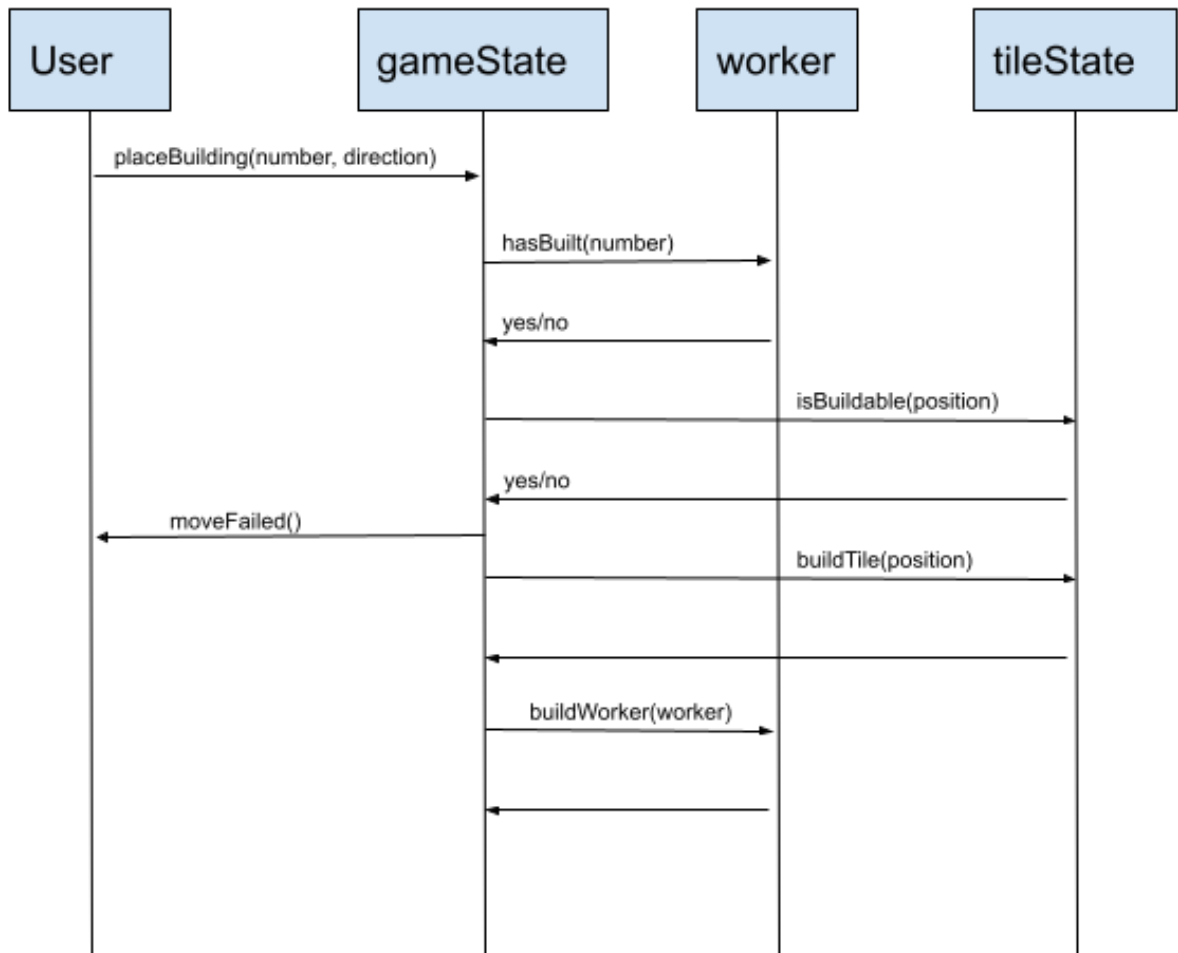 User
gameState
worker
tileState
placeBuilding(number, direction)
hasBuilt(number)
yes/no
isBuildable(position)
yes/no
moveFailed()
buildTile(position)
buildWorker(worker)